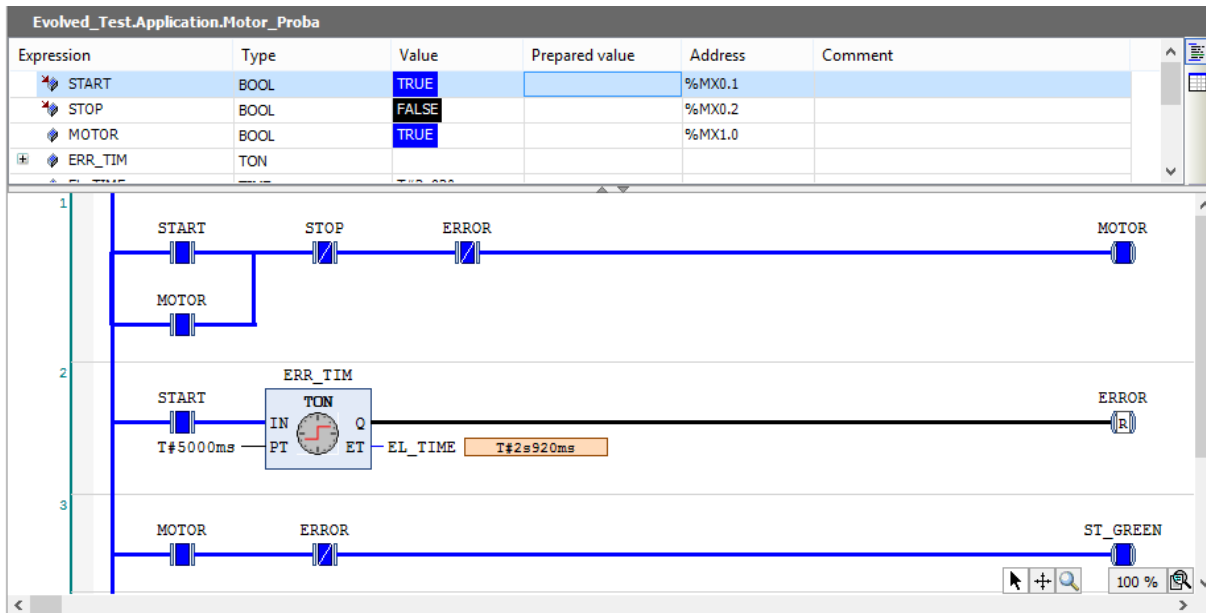 Evolved_Test.Application.Motor_Proba
Expression Type Value Prepared value Address Comment
START BOOL TRUE %MX0.1
STOP BOOL FALSE %MX0.2
MOTOR BOOL TRUE %MX1.0
ERR_TIM TON
1
START STOP ERROR MOTOR
MOTOR
2
ERR_TIM
START TON ERROR
IN Q
R
T#5000ms PT ET EL_TIME T#2s920ms
3
MOTOR ERROR ST_GREEN
100 %